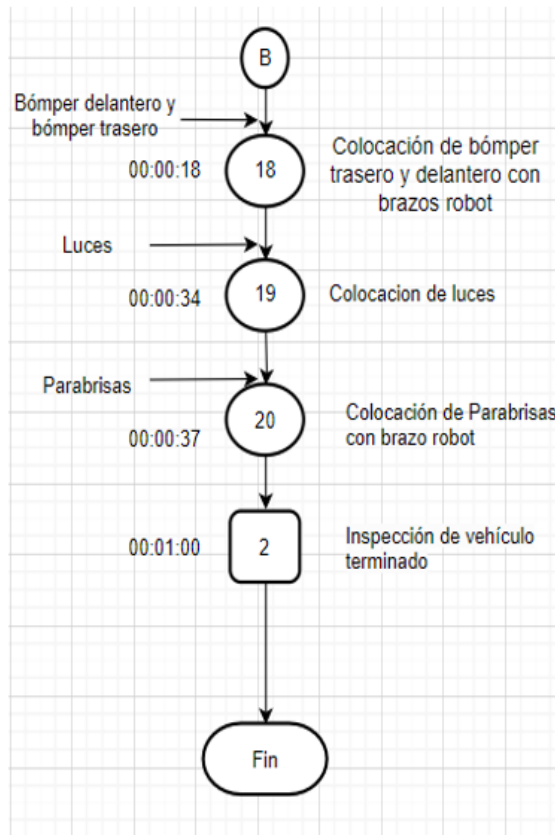 B
Bómper delantero y
bómper trasero
00:00:18
18
Colocación de bómper
trasero y delantero con
brazos robot
Luces
00:00:34
19
Colocacion de luces
Parabrisas
00:00:37
20
Colocación de Parabrisas
con brazo robot
00:01:00
2
Inspección de vehículo
terminado
Fin